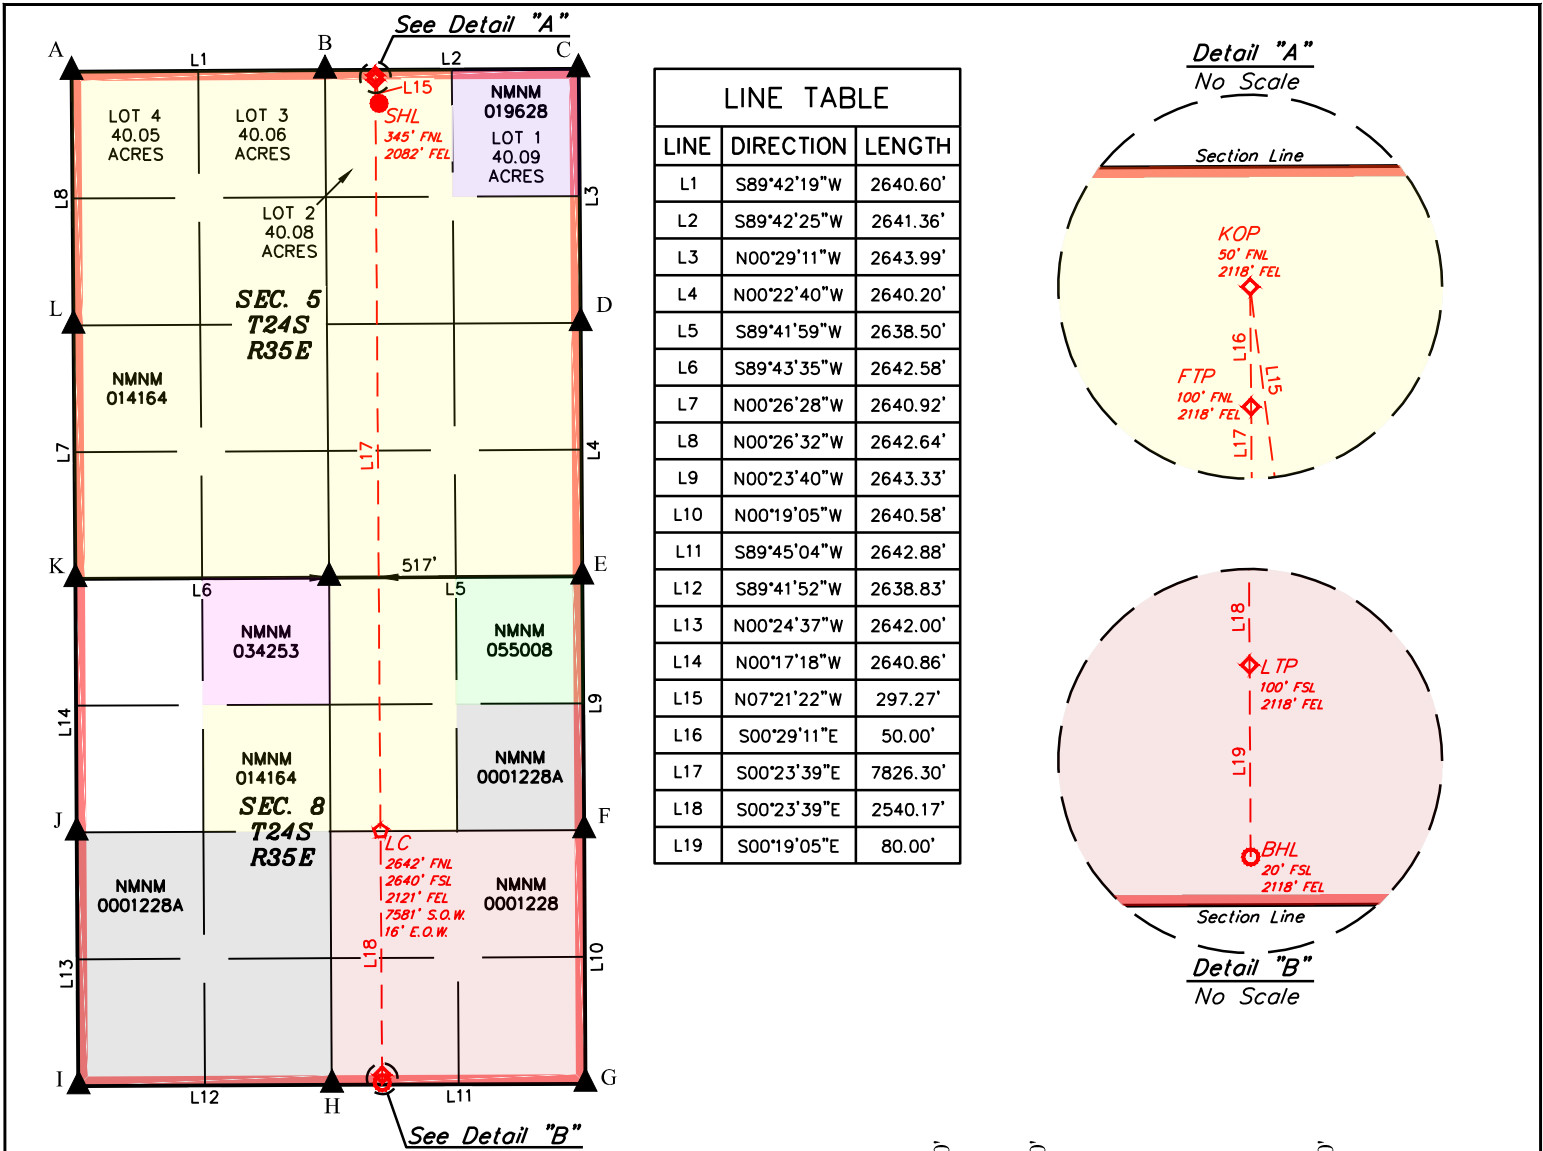 See Detail "A"
A
B
C
L1
L2
L15
LOT 4
40.05
ACRES
LOT 3
40.06
ACRES
SHL
345' FNL
2082' FEL
NMNM
019628
LOT 1
40.09
ACRES
L8
L3
LOT 2
40.08
ACRES
L
D
SEC. 5
T24S
R35E
NMNM
014164
L7
L17
L4
K
517'
E
L6
L5
NMNM
034253
NMNM
055008
L14
L9
NMNM
014164
NMNM
0001228A
SEC. 8
T24S
R35E
J
F
LC
2642' FNL
2640' FSL
2121' FEL
7581' S.O.W.
16' E.O.W.
NMNM
0001228A
NMNM
0001228
L13
L18
L10
I
G
L12
H
L11
See Detail "B"
LINE TABLE
LINE DIRECTION LENGTH
L1 S89°42'19"W 2640.60'
L2 S89°42'25"W 2641.36'
L3 N00°29'11"W 2643.99'
L4 N00°22'40"W 2640.20'
L5 S89°41'59"W 2638.50'
L6 S89°43'35"W 2642.58'
L7 N00°26'28"W 2640.92'
L8 N00°26'32"W 2642.64'
L9 N00°23'40"W 2643.33'
L10 N00°19'05"W 2640.58'
L11 S89°45'04"W 2642.88'
L12 S89°41'52"W 2638.83'
L13 N00°24'37"W 2642.00'
L14 N00°17'18"W 2640.86'
L15 N07°21'22"W 297.27'
L16 S00°29'11"E 50.00'
L17 S00°23'39"E 7826.30'
L18 S00°23'39"E 2540.17'
L19 S00°19'05"E 80.00'
Detail "A"
No Scale
Section Line
KOP
50' FNL
2118' FEL
L16
L15
FTP
100' FNL
2118' FEL
L17
L18
LTP
100' FSL
2118' FEL
L19
BHL
20' FSL
2118' FEL
Section Line
Detail "B"
No Scale